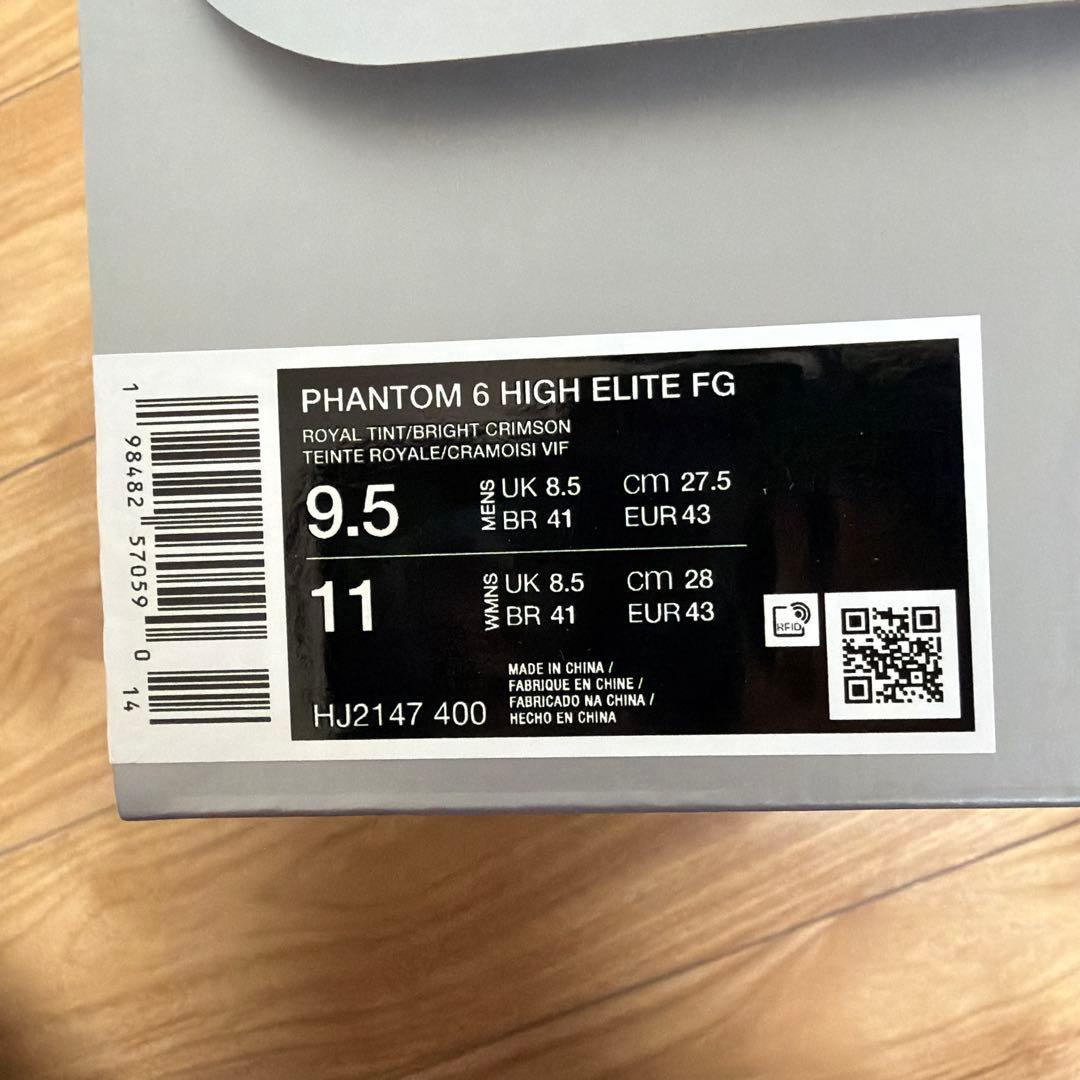 PHANTOM 6 HIGH ELITE FG
ROYAL TINT/BRIGHT CRIMSON
TEINTE ROYALE/CRAMOISI VIF
9.5 MENS UK 8.5 cm 27.5
BR 41 EUR 43
11 WMNS UK 8.5 cm 28
BR 41 EUR 43
RFID
MADE IN CHINA /
FABRIQUE EN CHINE /
FABRICADO NA CHINA /
HECHO EN CHINA
HJ2147 400
1 98482 57059 0 14